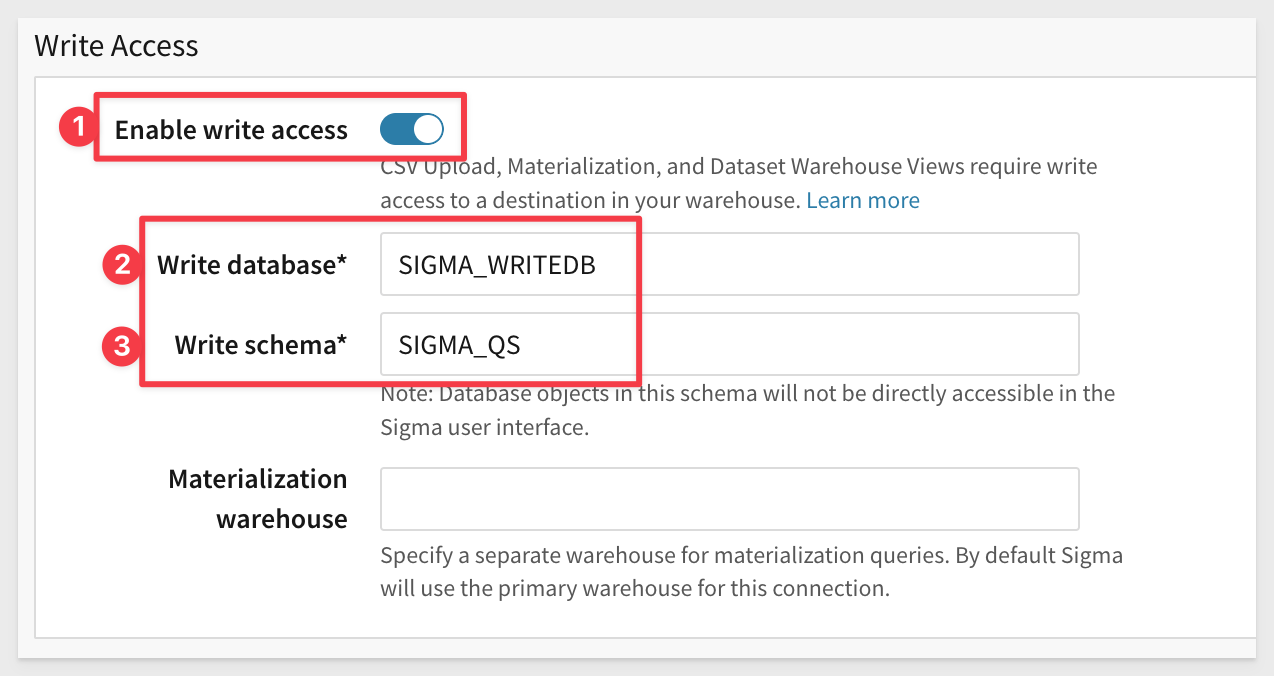 Write Access
1 Enable write access
CSV Upload, Materialization, and Dataset Warehouse Views require write
access to a destination in your warehouse. Learn more
2 Write database* SIGMA_WRITEDB
3 Write schema* SIGMA_QS
Note: Database objects in this schema will not be directly accessible in the
Sigma user interface.
Materialization
warehouse
Specify a separate warehouse for materialization queries. By default Sigma
will use the primary warehouse for this connection.